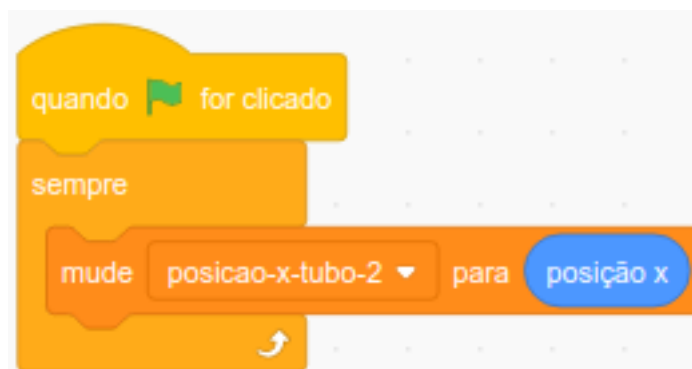 quando for clicado
sempre
mude posicao-x-tubo-2 para posição x